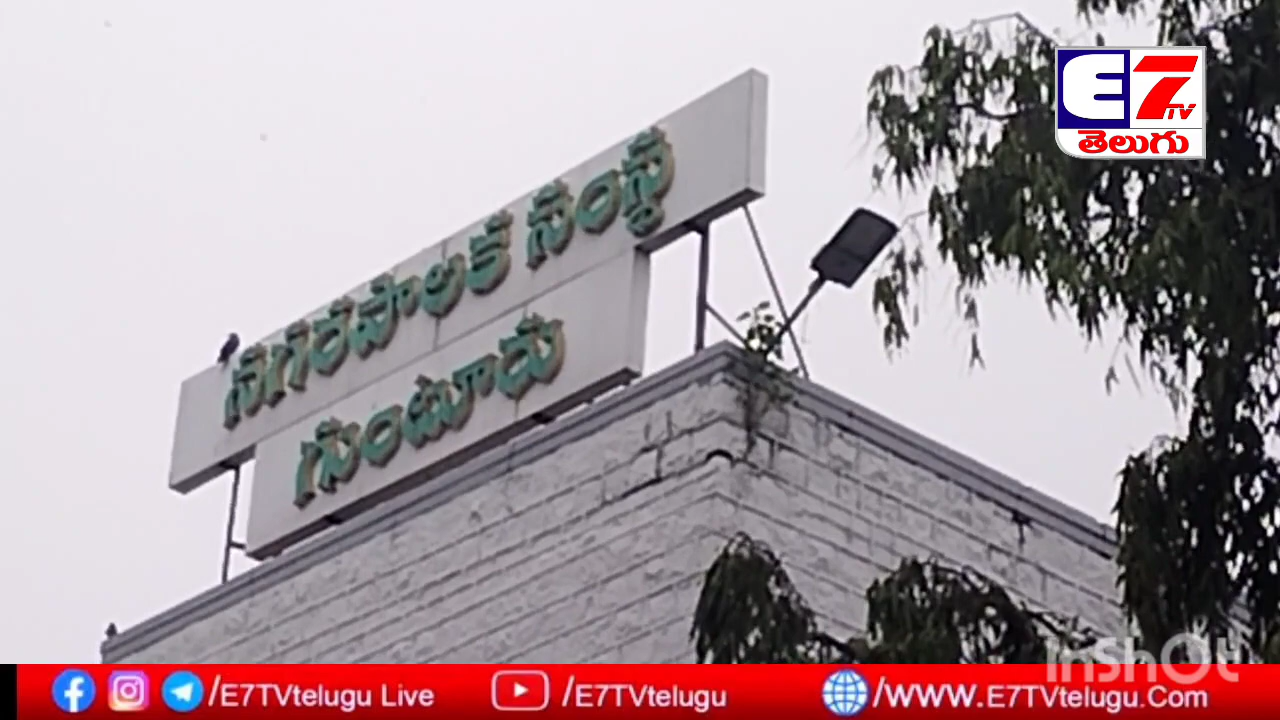 E7
TV
తెలుగు
నగరపాలక సంస్థ
గుంటూరు
InShOt
/E7TVtelugu Live
/E7TVtelugu
/www.E7TVtelugu.Com